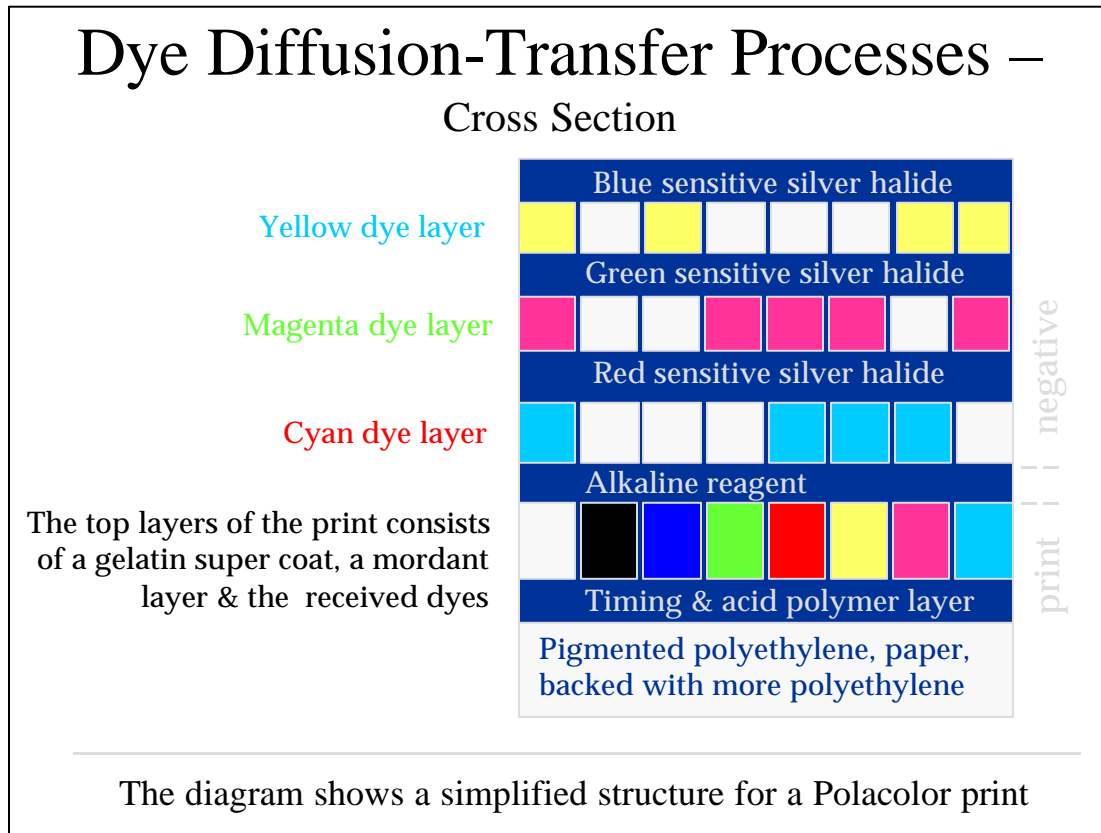 Dye Diffusion-Transfer Processes –
Cross Section
Blue sensitive silver halide
Yellow dye layer
Green sensitive silver halide
Magenta dye layer
Red sensitive silver halide
Cyan dye layer
negative
Alkaline reagent
The top layers of the print consists
of a gelatin super coat, a mordant
layer & the received dyes
print
Timing & acid polymer layer
Pigmented polyethylene, paper,
backed with more polyethylene
The diagram shows a simplified structure for a Polacolor print